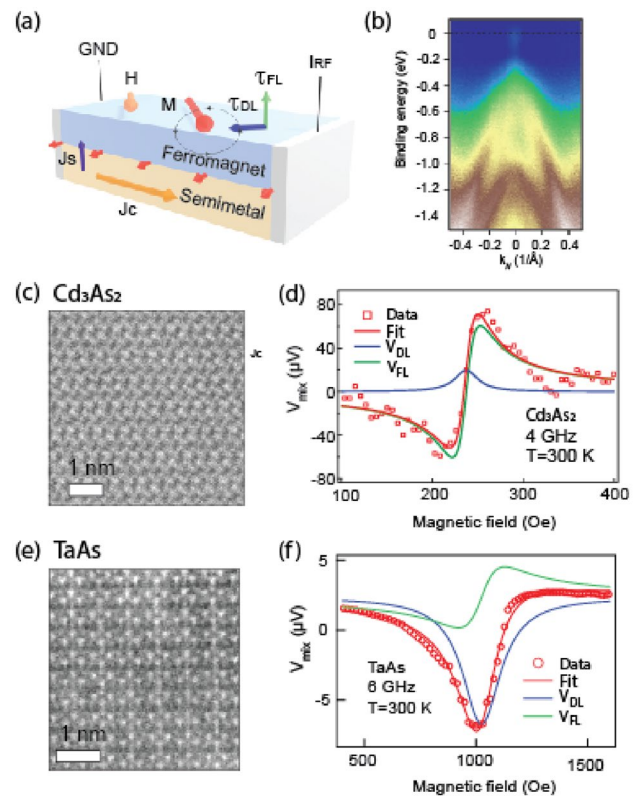 (a)
GND
H
M
τFL
τDL
IRF
Js
Ferromagnet
Semimetal
Jc
(b)
Binding energy (eV)
0
-0.2
-0.4
-0.6
-0.8
-1.0
-1.2
-1.4
-0.4 -0.2 0 0.2 0.4
k// (1/Å)
(c) Cd₃As₂
1 nm
Jc
(d)
80
40
0
-40
-80
Vmix (µV)
Data
Fit
VDL
VFL
Cd₃As₂
4 GHz
T=300 K
100 200 300 400
Magnetic field (Oe)
(e) TaAs
1 nm
(f)
5
0
-5
Vmix (µV)
TaAs
6 GHz
T=300 K
Data
Fit
VDL
VFL
500 1000 1500
Magnetic field (Oe)